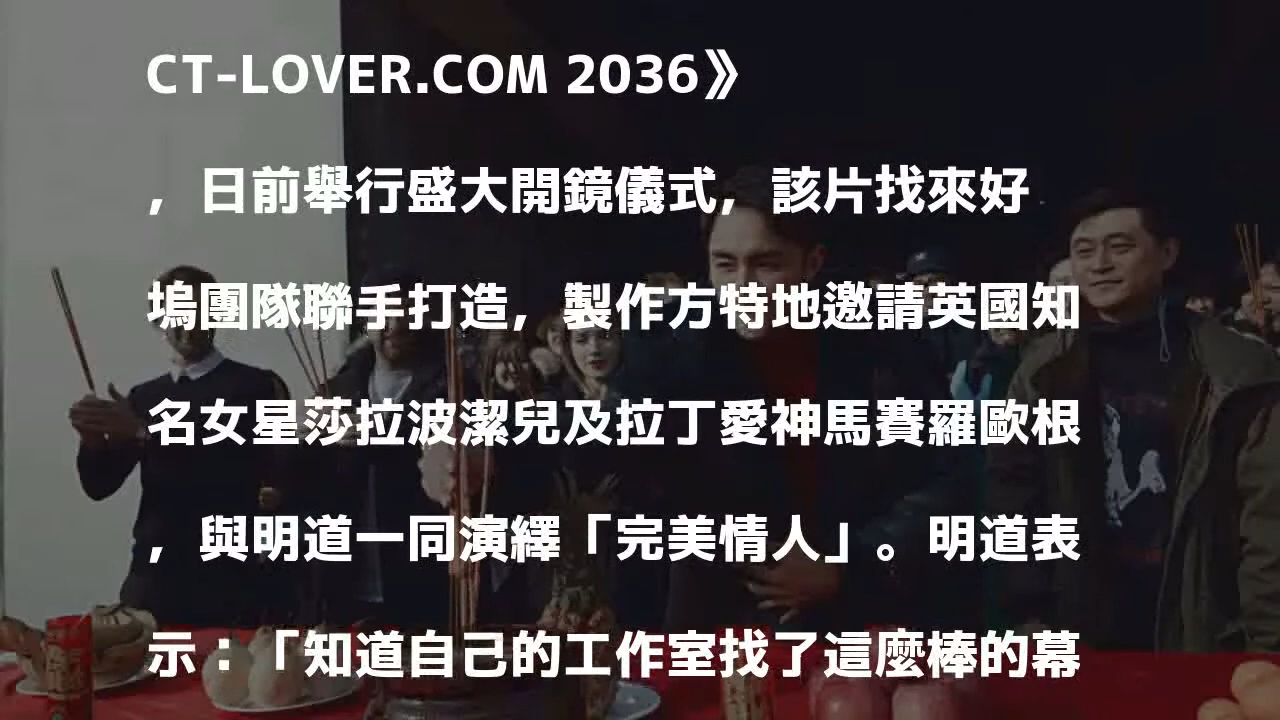 CT-LOVER.COM 2036》
，日前舉行盛大開鏡儀式，該片找來好
塢團隊聯手打造，製作方特地邀請英國知
名女星莎拉波潔兒及拉丁愛神馬賽羅歐根
，與明道一同演繹「完美情人」。明道表
示：「知道自己的工作室找了這麼棒的幕